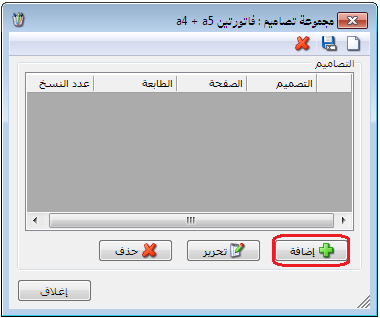 مجموعة تصاميم : فاتورتين a4 + a5
التصاميم
التصميم الصفحة الطابعة عدد النسخ
إضافة تحرير حذف
إغلاق